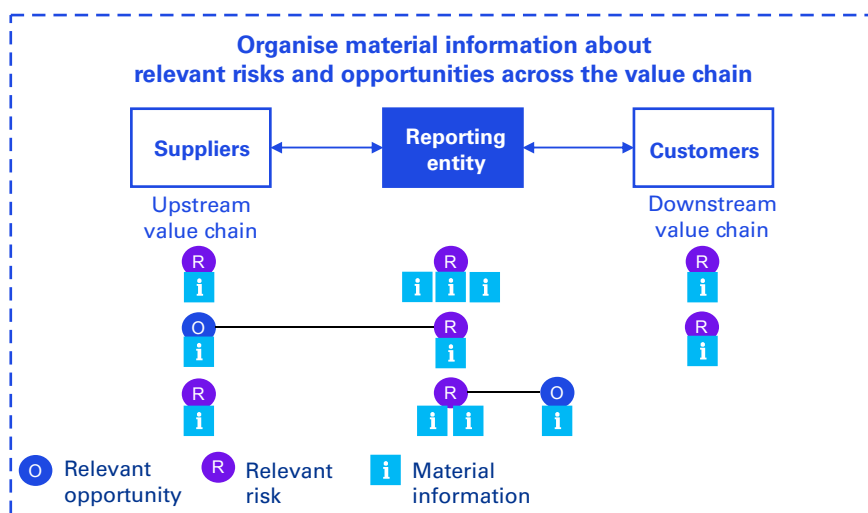 Organise material information about
relevant risks and opportunities across the value chain
Suppliers
Reporting
entity
Customers
Upstream
value chain
Downstream
value chain
R
R
R
i
i i i
i
O
R
R
i
i
i
R
R
O
i
i i
i
O
Relevant
opportunity
R
Relevant
risk
i
Material
information